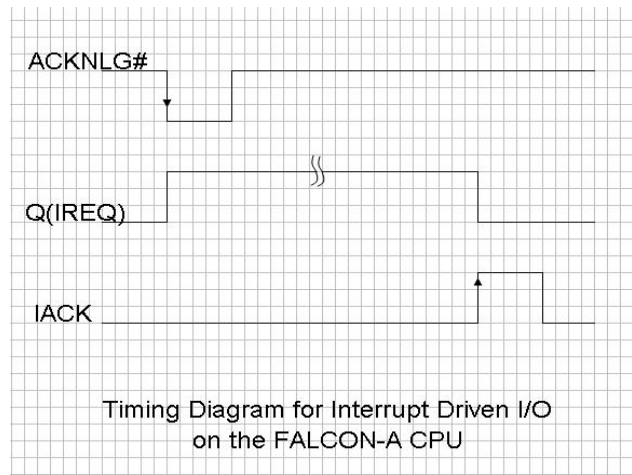 ACKNLG#
Q(IREQ)
IACK
Timing Diagram for Interrupt Driven I/O
on the FALCON-A CPU